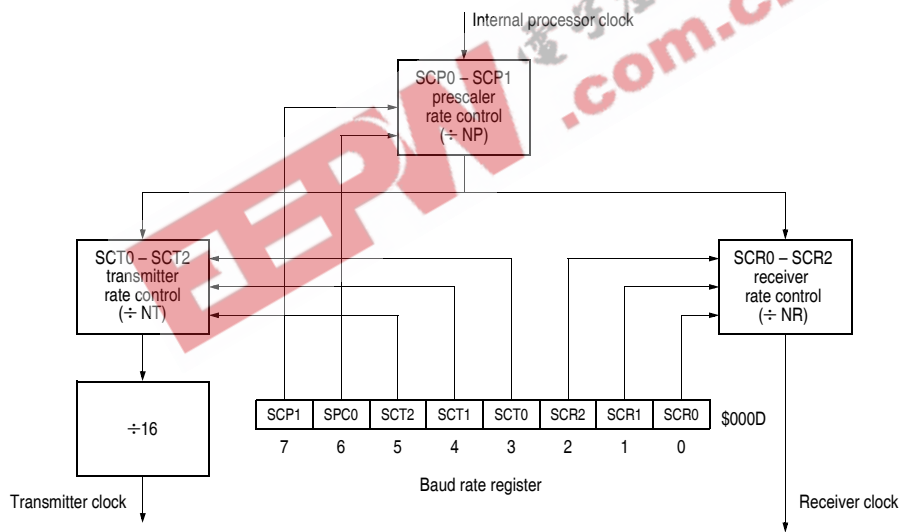 Internal processor clock
SCP0 – SCP1
prescaler
rate control
(÷ NP)
SCT0 – SCT2
transmitter
rate control
(÷ NT)
SCR0 – SCR2
receiver
rate control
(÷ NR)
÷16
SCP1 SPC0 SCT2 SCT1 SCT0 SCR2 SCR1 SCR0 $000D
7 6 5 4 3 2 1 0
Baud rate register
Transmitter clock
Receiver clock
EEPW
.com.c